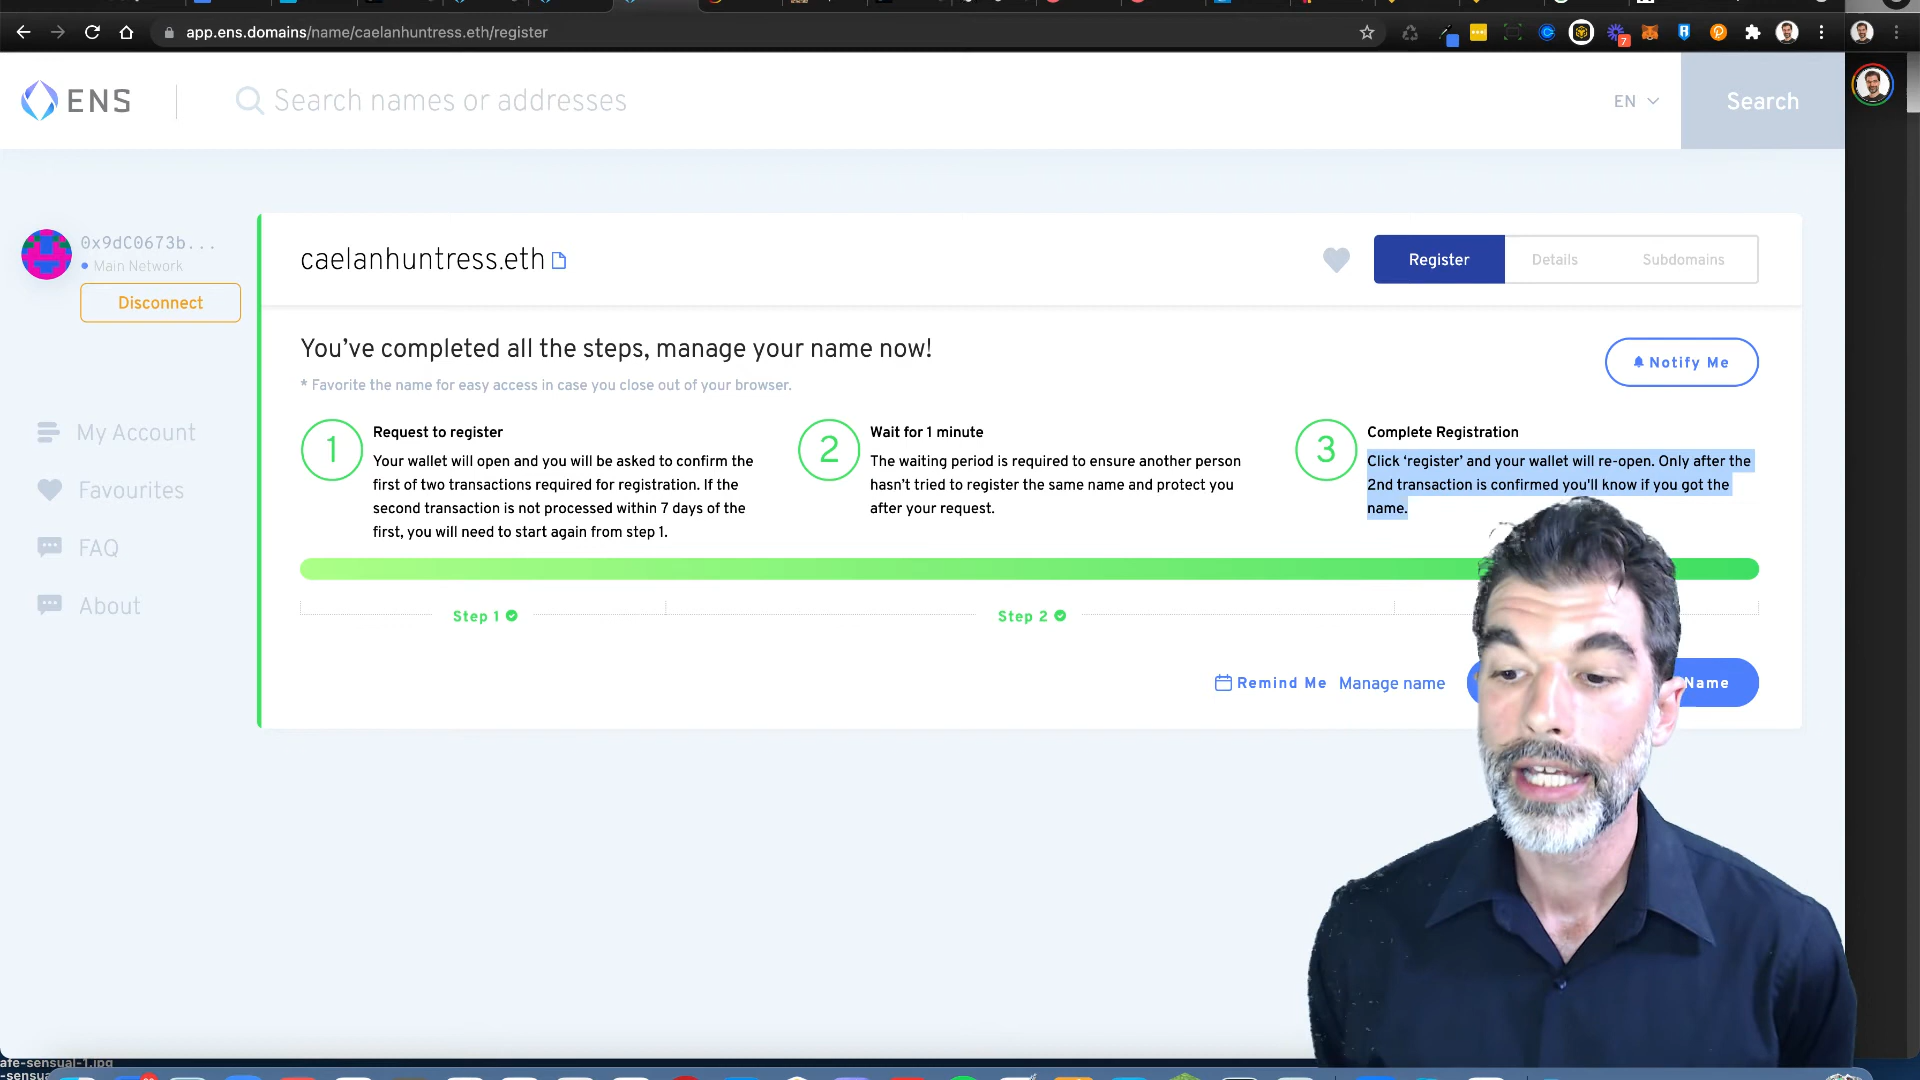 app.ens.domains/name/caelanhuntress.eth/register
7
ENS
Search names or addresses
EN
Search
0x9dC0673b...
Main Network
Disconnect
caelanhuntress.eth
Register
Details
Subdomains
You've completed all the steps, manage your name now!
* Favorite the name for easy access in case you close out of your browser.
Notify Me
My Account
Favourites
FAQ
About
1
Request to register
Your wallet will open and you will be asked to confirm the
first of two transactions required for registration. If the
second transaction is not processed within 7 days of the
first, you will need to start again from step 1.
2
Wait for 1 minute
The waiting period is required to ensure another person
hasn't tried to register the same name and protect you
after your request.
3
Complete Registration
Click ‘register’ and your wallet will re-open. Only after the
2nd transaction is confirmed you'll know if you got the
name.
Step 1
Step 2
Remind Me
Manage name
Name
afe-sensual-1.jpg